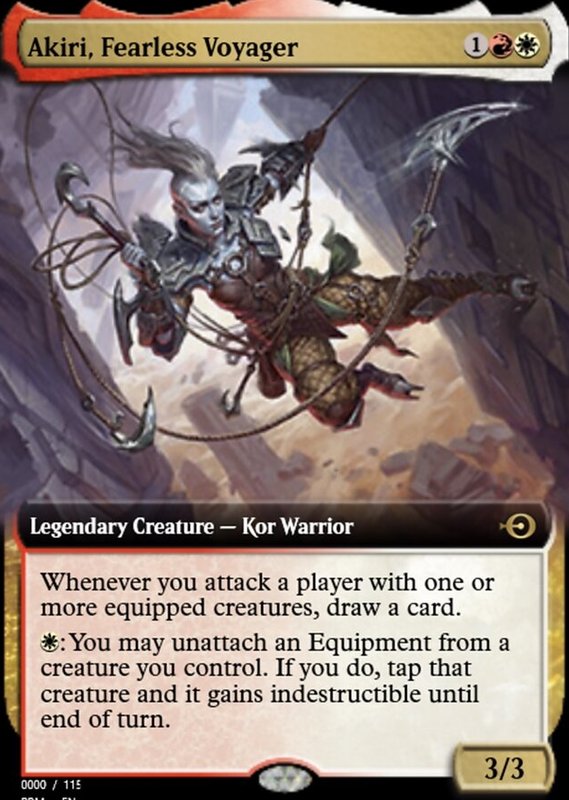 Akiri, Fearless Voyager
1
Legendary Creature — Kor Warrior
Whenever you attack a player with one or
more equipped creatures, draw a card.
: You may unattach an Equipment from a
creature you control. If you do, tap that
creature and it gains indestructible until
end of turn.
3/3
0000 / 115